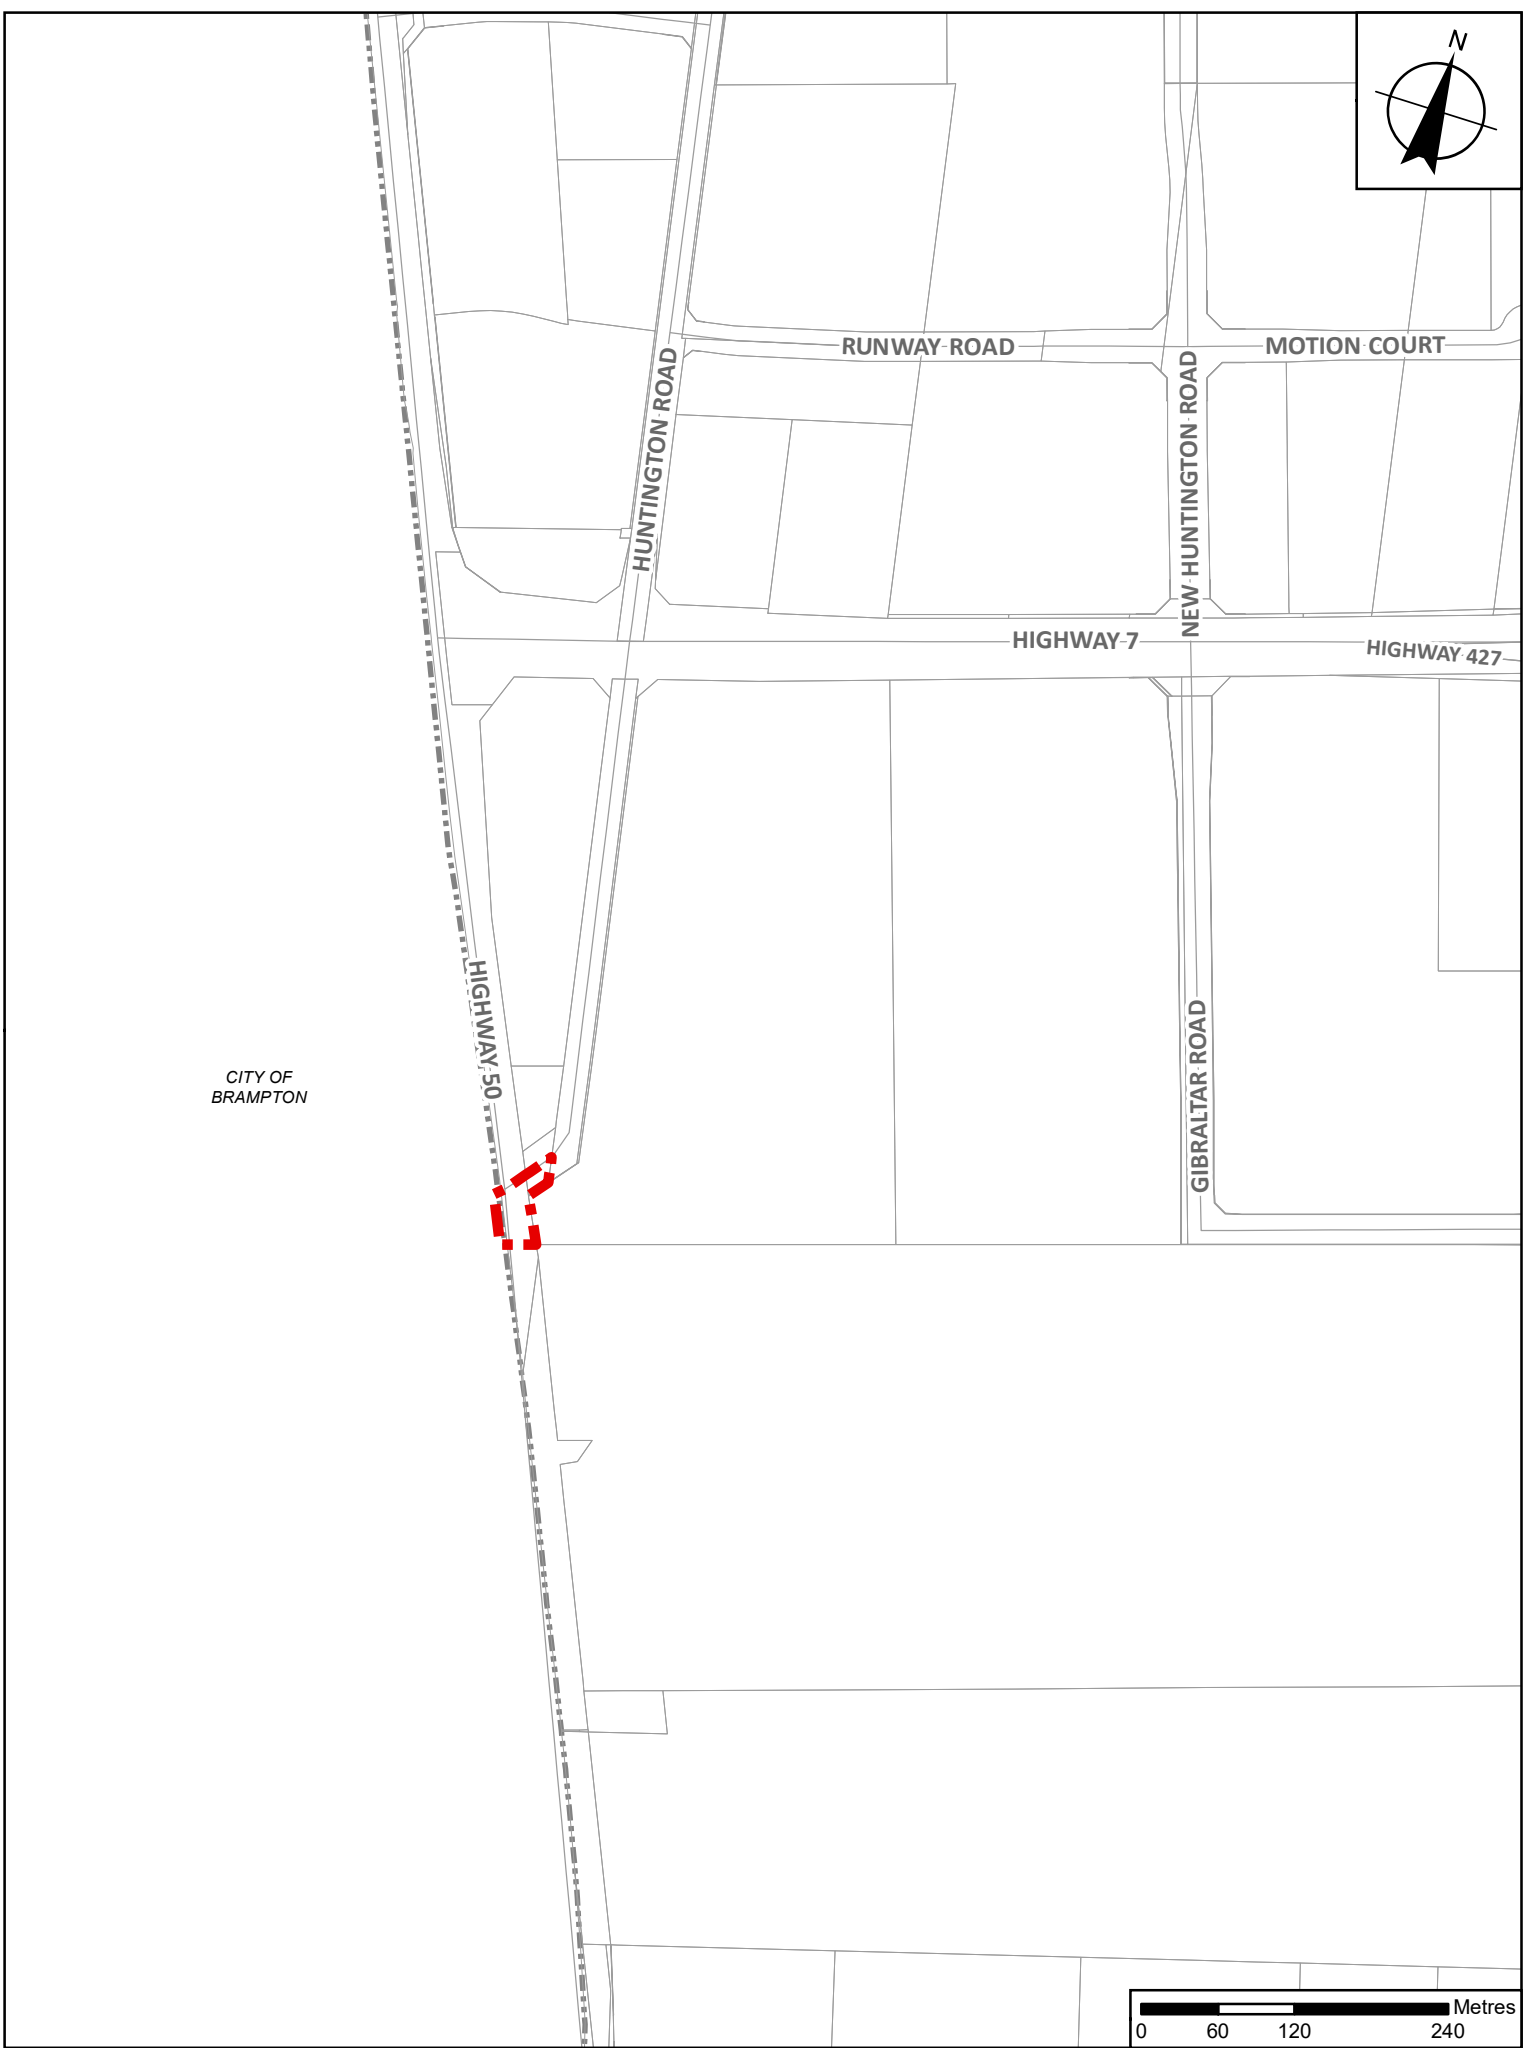 N
RUNWAY ROAD
MOTION COURT
HUNTINGTON ROAD
NEW HUNTINGTON ROAD
HIGHWAY 7
HIGHWAY 427
HIGHWAY 50
GIBRALTAR ROAD
CITY OF
BRAMPTON
Metres
0 60 120 240